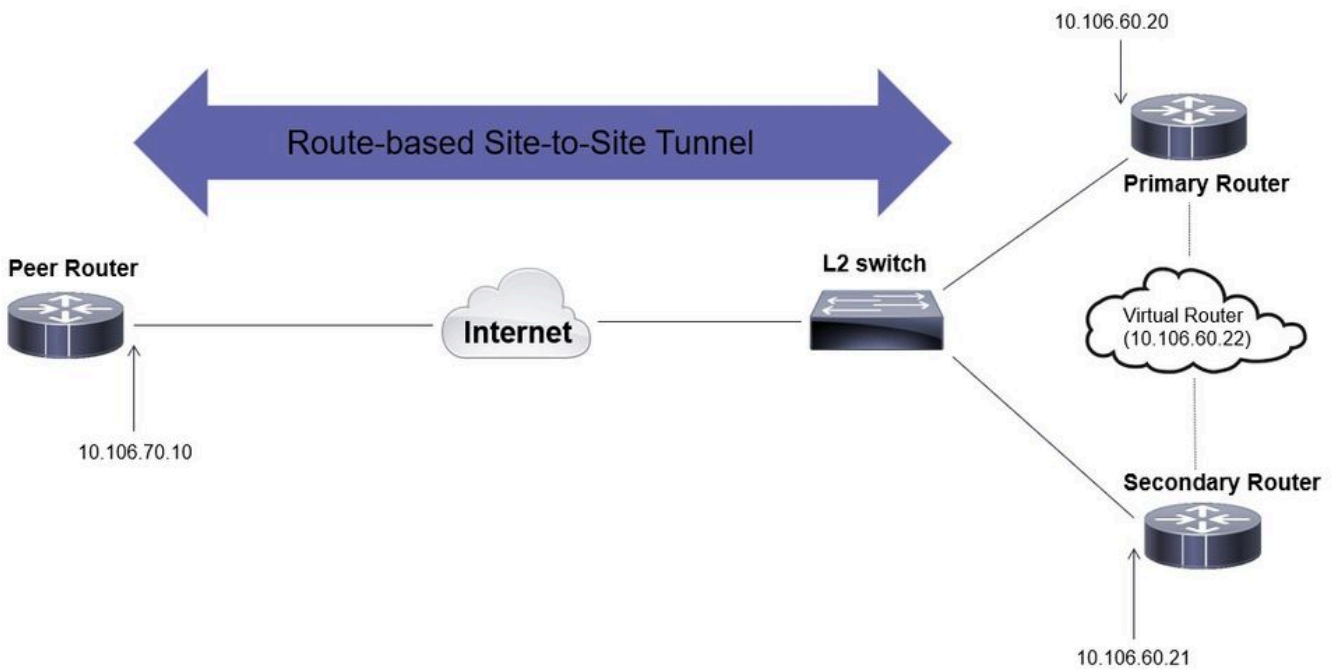 10.106.60.20
Route-based Site-to-Site Tunnel
Primary Router
Peer Router
L2 switch
Internet
Virtual Router
(10.106.60.22)
10.106.70.10
Secondary Router
10.106.60.21